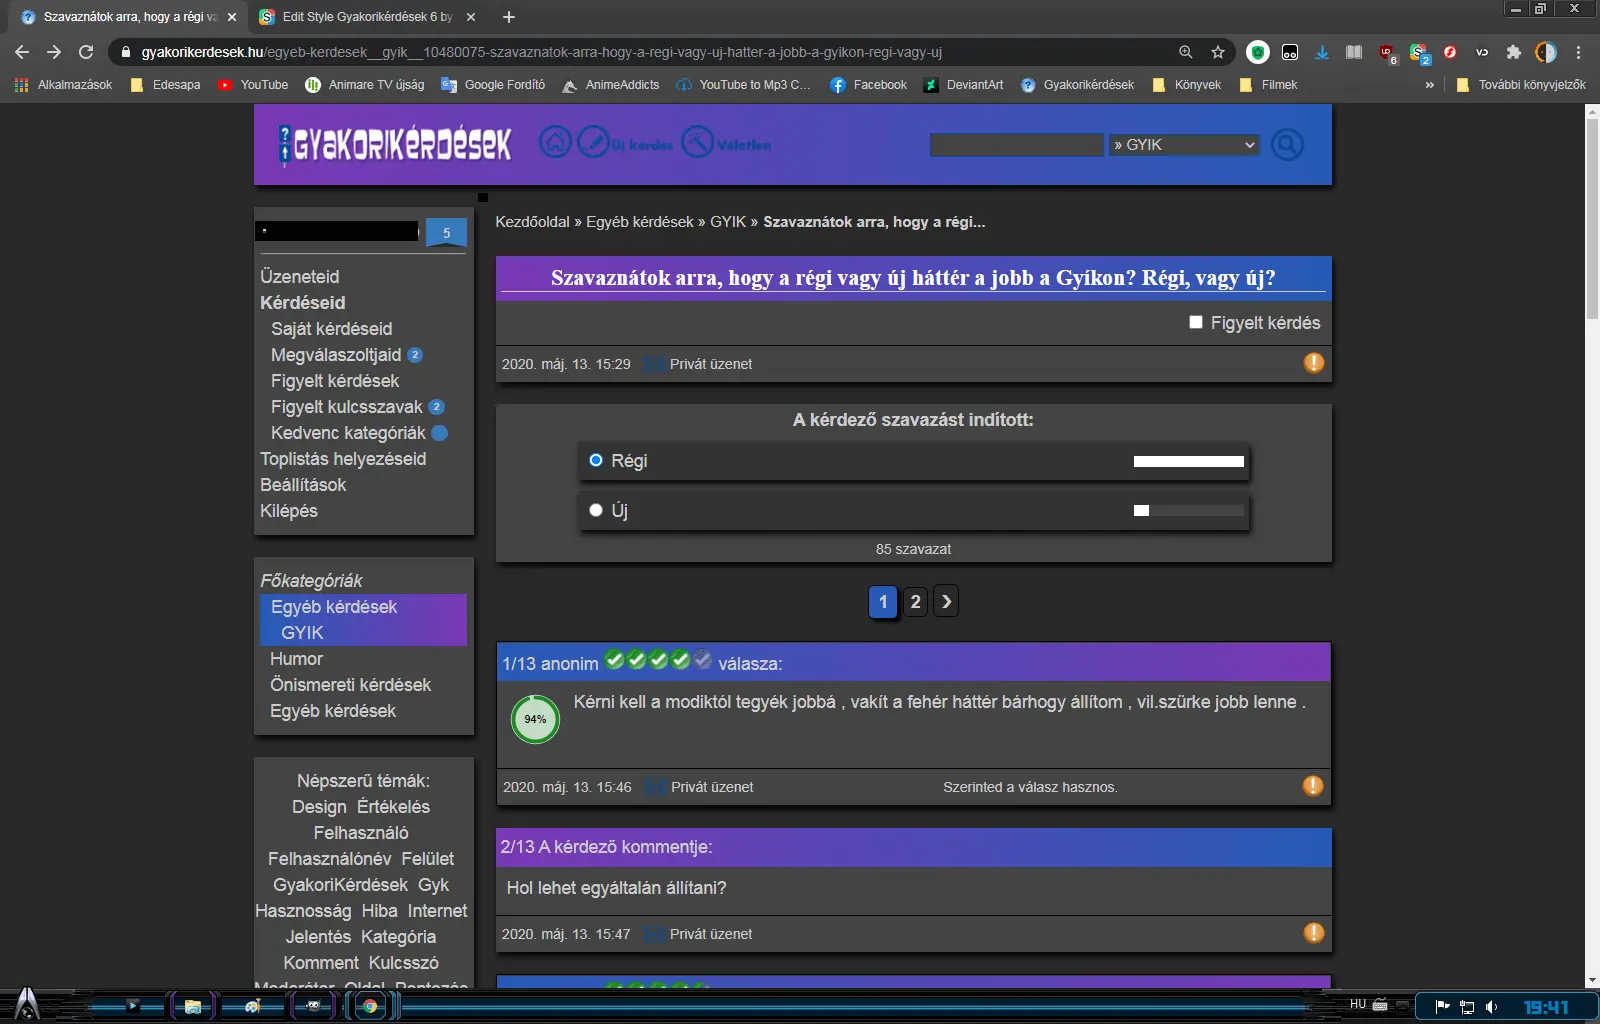 Szavaznátok arra, hogy a régi va
Edit Style Gyakorikérdések 6 by
gyakorikerdesek.hu/egyeb-kerdesek__gyik__10480075-szavaznatok-arra-hogy-a-regi-vagy-uj-hatter-a-jobb-a-gyikon-regi-vagy-uj
6
2
Alkalmazások Edesapa YouTube Animare TV újság Google Fordító AnimeAddicts YouTube to Mp3 C... Facebook DeviantArt Gyakorikérdések Könyvek Filmek » További könyvjelzők
GYAKORIKÉRDÉSEK Új kérdés Véletlen » GYIK
5
Üzeneteid
Kérdéseid
Saját kérdéseid
Megválaszoltjaid 2
Figyelt kérdések
Figyelt kulcsszavak 2
Kedvenc kategóriák
Toplistás helyezéseid
Beállítások
Kilépés
Főkategóriák
Egyéb kérdések
GYIK
Humor
Önismereti kérdések
Egyéb kérdések
Népszerű témák:
Design Értékelés
Felhasználó
Felhasználónév Felület
GyakoriKérdések Gyk
Hasznosság Hiba Internet
Jelentés Kategória
Komment Kulcsszó
Moderátor Oldal Pontozás
Kezdőoldal » Egyéb kérdések » GYIK » Szavaznátok arra, hogy a régi...
Szavaznátok arra, hogy a régi vagy új háttér a jobb a Gyíkon? Régi, vagy új?
Figyelt kérdés
2020. máj. 13. 15:29 Privát üzenet
A kérdező szavazást indított:
Régi
Új
85 szavazat
1 2 ❯
1/13 anonim válasza:
94%
Kérni kell a modiktól tegyék jobbá , vakít a fehér háttér bárhogy állítom , vil.szürke jobb lenne .
2020. máj. 13. 15:46 Privát üzenet Szerinted a válasz hasznos.
2/13 A kérdező kommentje:
Hol lehet egyáltalán állítani?
2020. máj. 13. 15:47 Privát üzenet
HU
19:41